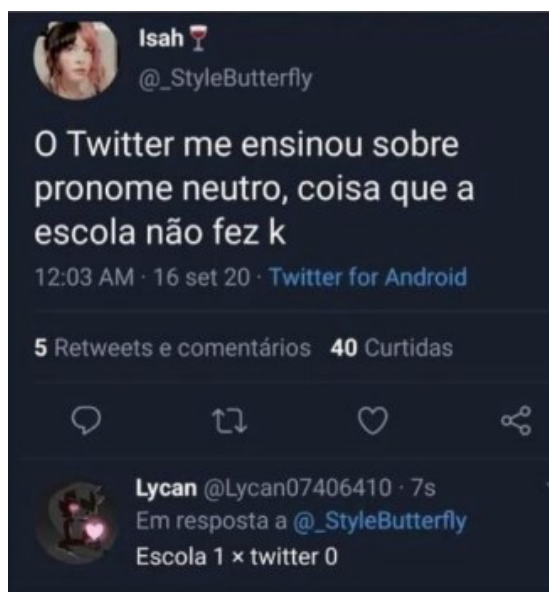 Isah🍷
@_StyleButterfly
O Twitter me ensinou sobre
pronome neutro, coisa que a
escola não fez k
12:03 AM · 16 set 20 · Twitter for Android
5 Retweets e comentários 40 Curtidas
Lycan @Lycan07406410 · 7s
Em resposta a @_StyleButterfly
Escola 1 × twitter 0